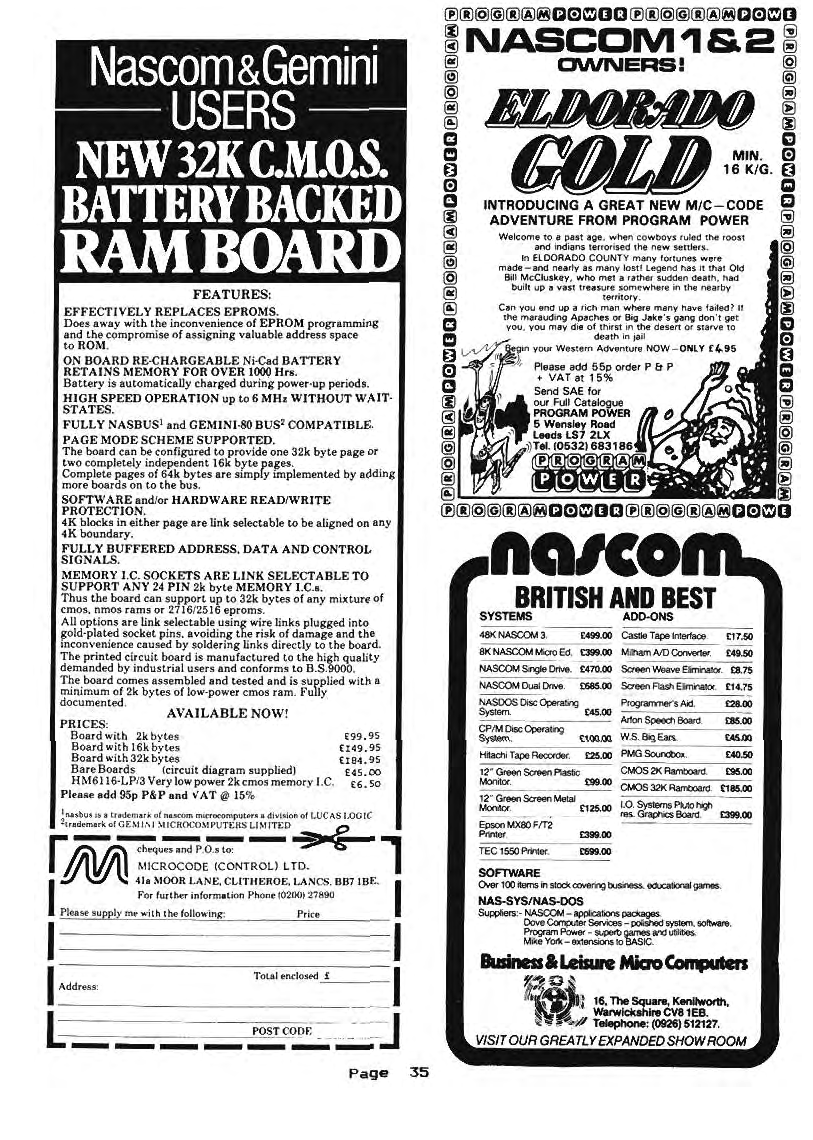 Nascom & Gemini
USERS
NEW 32K C.M.O.S.
BATTERY BACKED
RAM BOARD
FEATURES:
EFFECTIVELY REPLACES EPROMS.
Does away with the inconvenience of EPROM programming
and the compromise of assigning valuable address space
to ROM.
ON BOARD RE-CHARGEABLE Ni-Cad BATTERY
RETAINS MEMORY FOR OVER 1000 Hrs.
Battery is automatically charged during power-up periods.
HIGH SPEED OPERATION up to 6 MHz WITHOUT WAIT-
STATES.
FULLY NASBUS¹ and GEMINI-80 BUS² COMPATIBLE.
PAGE MODE SCHEME SUPPORTED.
The board can be configured to provide one 32k byte page or
two completely independent 16k byte pages.
Complete pages of 64k bytes are simply implemented by adding
more boards on to the bus.
SOFTWARE and/or HARDWARE READ/WRITE
PROTECTION.
4K blocks in either page are link selectable to be aligned on any
4K boundary.
FULLY BUFFERED ADDRESS, DATA AND CONTROL
SIGNALS.
MEMORY I.C. SOCKETS ARE LINK SELECTABLE TO
SUPPORT ANY 24 PIN 2k byte MEMORY I.C.s.
Thus the board can support up to 32k bytes of any mixture of
cmos, nmos rams or 2716/2516 eproms.
All options are link selectable using wire links plugged into
gold-plated socket pins, avoiding the risk of damage and the
inconvenience caused by soldering links directly to the board.
The printed circuit board is manufactured to the high quality
demanded by industrial users and conforms to B.S.9000.
The board comes assembled and tested and is supplied with a
minimum of 2k bytes of low-power cmos ram. Fully
documented.
AVAILABLE NOW!
PRICES:
Board with 2k bytes £99.95
Board with 16k bytes £149.95
Board with 32k bytes £184.95
Bare Boards (circuit diagram supplied) £45.00
HM6116-LP/3 Very low power 2k cmos memory I.C. £6.50
Please add 95p P&P and VAT @ 15%
¹nasbus is a trademark of nascom microcomputers a division of LUCAS LOGIC
²trademark of GEMINI MICROCOMPUTERS LIMITED
cheques and P.O.s to:
MICROCODE (CONTROL) LTD.
41a MOOR LANE, CLITHEROE, LANCS. BB7 1BE.
For further information Phone (0200) 27890
Please supply me with the following: Price
Total enclosed £
Address:
POST CODE
PROGRAMPOWERPROGRAMPOWE
NASCOM 1 & 2
OWNERS!
ELDORADO
GOLD
MIN.
16 K/G.
INTRODUCING A GREAT NEW M/C-CODE
ADVENTURE FROM PROGRAM POWER
Welcome to a past age, when cowboys ruled the roost
and indians terrorised the new settlers.
In ELDORADO COUNTY many fortunes were
made—and nearly as many lost! Legend has it that Old
Bill McCluskey, who met a rather sudden death, had
built up a vast treasure somewhere in the nearby
territory.
Can you end up a rich man where many have failed? If
the marauding Apaches or Big Jake's gang don't get
you, you may die of thirst in the desert or starve to
death in jail
Begin your Western Adventure NOW—ONLY £4.95
Please add 55p order P & P
+ VAT at 15%
Send SAE for
our Full Catalogue
PROGRAM POWER
5 Wensley Road
Leeds LS7 2LX
Tel. (0532) 683186
PROGRAM
POWER
PROGRAMPOWERPROGRAMPOWE
nascom
BRITISH AND BEST
SYSTEMS
48K NASCOM 3. £499.00
8K NASCOM Micro Ed. £399.00
NASCOM Single Drive. £470.00
NASCOM Dual Drive. £685.00
NASDOS Disc Operating
System. £45.00
CP/M Disc Operating
System. £100.00
Hitachi Tape Recorder. £25.00
12" Green Screen Plastic
Monitor. £99.00
12" Green Screen Metal
Monitor. £125.00
Epson MX80 F/T2
Printer. £399.00
TEC 1550 Printer. £699.00
ADD-ONS
Castle Tape Interface. £17.50
Milham A/D Converter. £49.50
Screen Weave Eliminator. £8.75
Screen Flash Eliminator. £14.75
Programmer's Aid. £28.00
Arfon Speech Board. £85.00
W.S. Big Ears. £45.00
PMG Soundbox. £40.50
CMOS 2K Ramboard. £95.00
CMOS 32K Ramboard. £185.00
I.O. Systems Pluto high
res. Graphics Board. £399.00
SOFTWARE
Over 100 items in stock covering business, educational games.
NAS-SYS/NAS-DOS
Suppliers:- NASCOM – applications packages.
Dove Computer Services – polished system, software.
Program Power – superb games and utilities.
Mike York – extensions to BASIC.
Business & Leisure Micro Computers
16, The Square, Kenilworth,
Warwickshire CV8 1EB.
Telephone: (0926) 512127.
VISIT OUR GREATLY EXPANDED SHOWROOM
Page 35